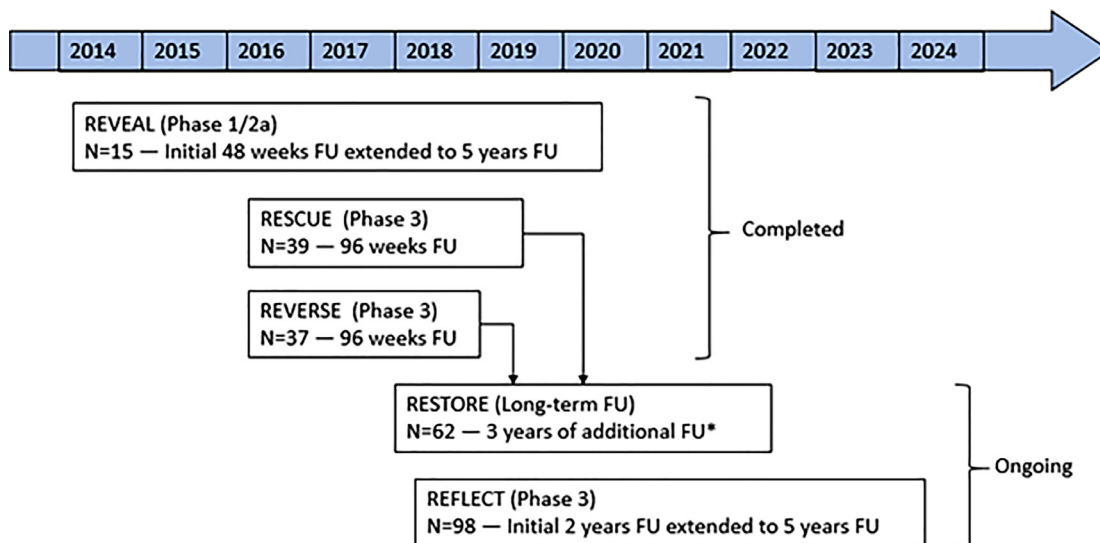 2014 2015 2016 2017 2018 2019 2020 2021 2022 2023 2024
REVEAL (Phase 1/2a)
N=15 — Initial 48 weeks FU extended to 5 years FU
RESCUE (Phase 3)
N=39 — 96 weeks FU
Completed
REVERSE (Phase 3)
N=37 — 96 weeks FU
RESTORE (Long-term FU)
N=62 — 3 years of additional FU*
Ongoing
REFLECT (Phase 3)
N=98 — Initial 2 years FU extended to 5 years FU